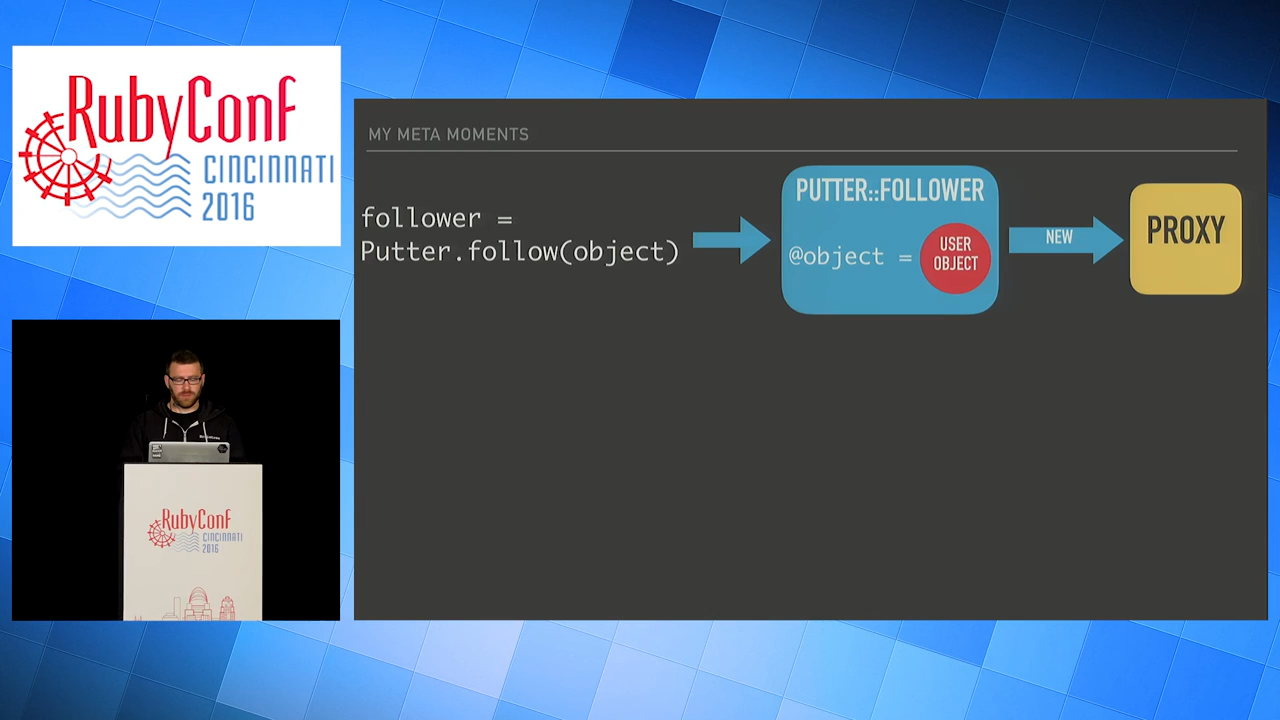 RubyConf
CINCINNATI
2016
MY META MOMENTS
follower =
Putter.follow(object)
PUTTER::FOLLOWER
@object =
USER
OBJECT
NEW
PROXY
RubyConf
CINCINNATI
2016